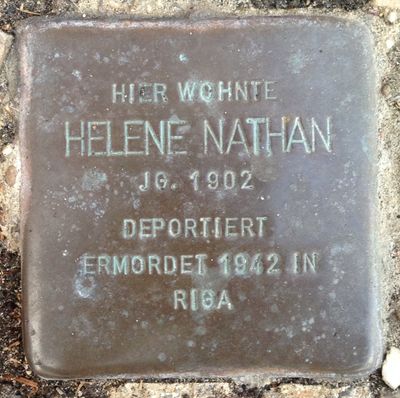 HIER WOHNTE
HELENE NATHAN
JG. 1902
DEPORTIERT
ERMORDET 1942 IN
RIGA